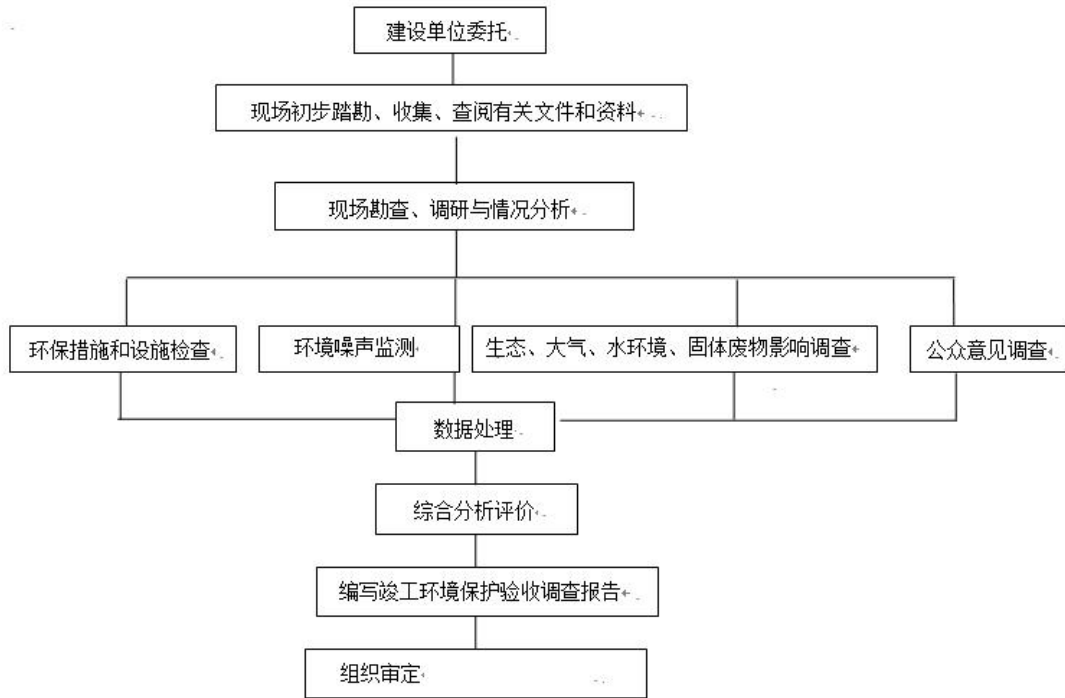 建设单位委托
现场初步踏勘、收集、查阅有关文件和资料
现场勘查、调研与情况分析
环保措施和设施检查
环境噪声监测
生态、大气、水环境、固体废物影响调查
公众意见调查
数据处理
综合分析评价
编写竣工环境保护验收调查报告
组织审定